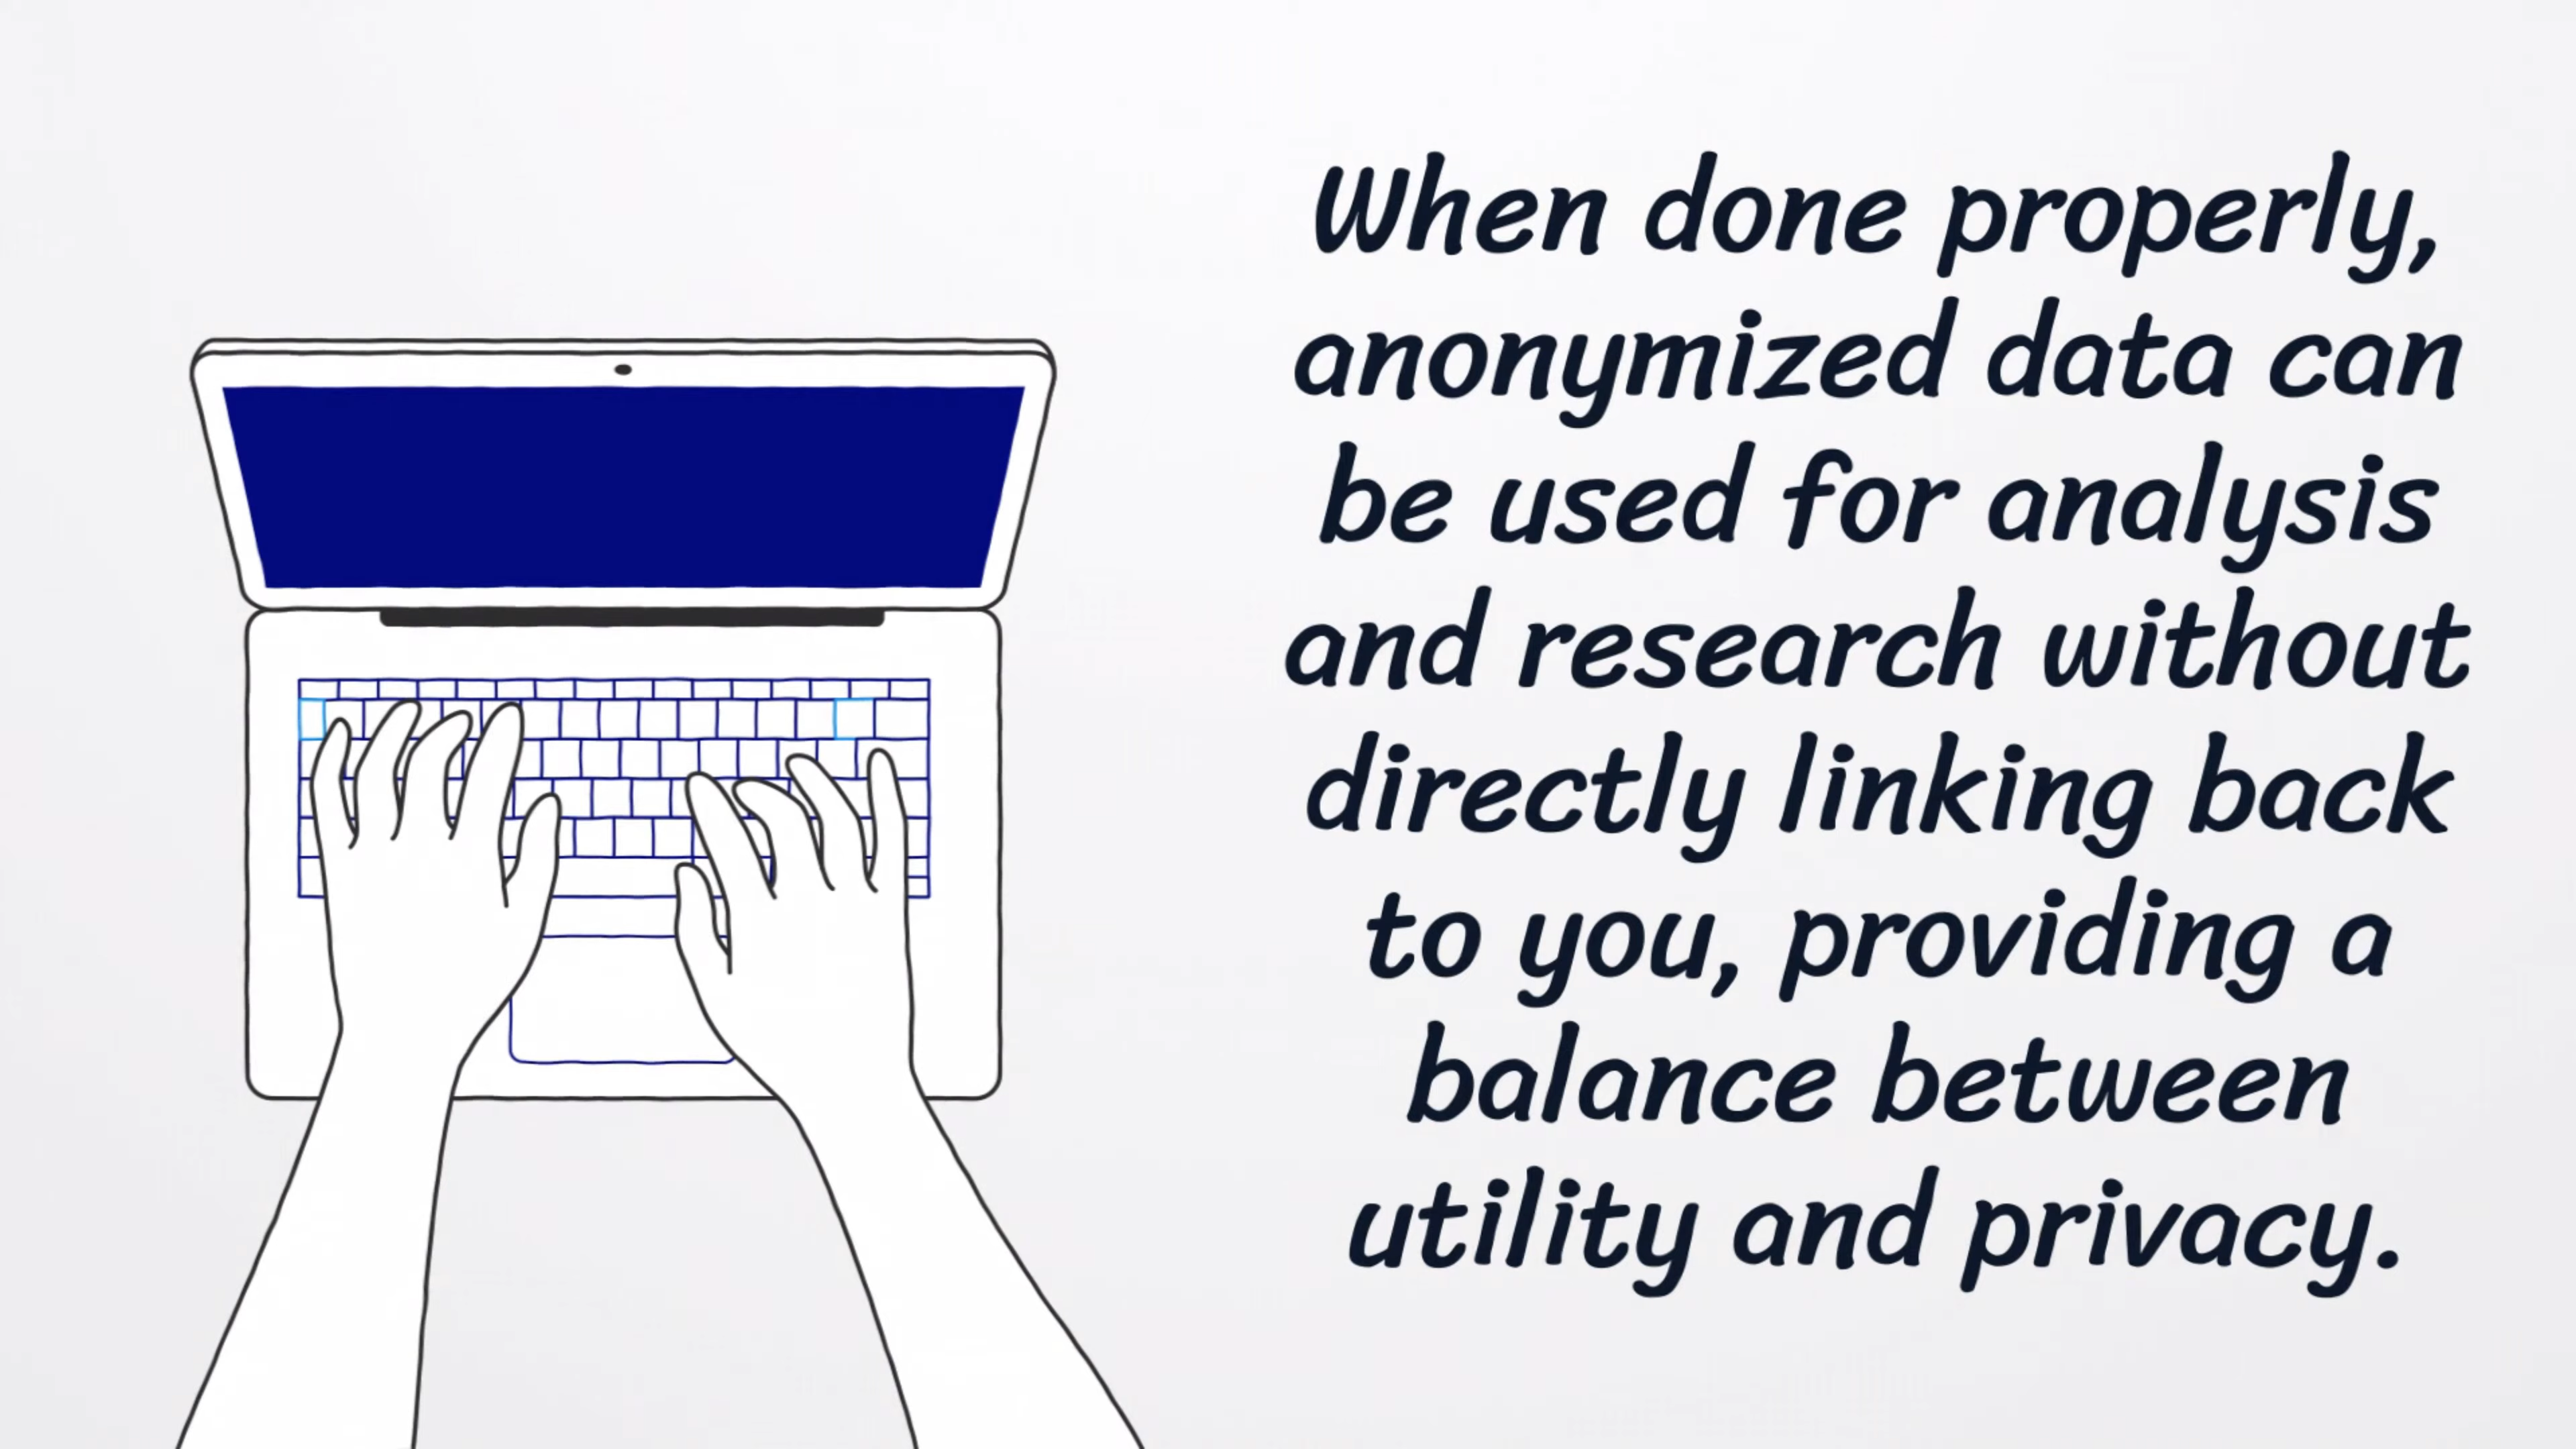 When done properly,
anonymized data can
be used for analysis
and research without
directly linking back
to you, providing a
balance between
utility and privacy.